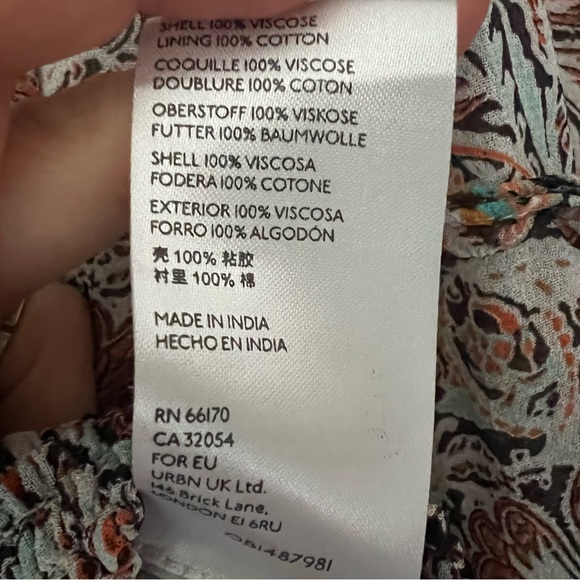 SHELL 100% VISCOSE
LINING 100% COTTON
COQUILLE 100% VISCOSE
DOUBLURE 100% COTON
OBERSTOFF 100% VISKOSE
FUTTER 100% BAUMWOLLE
SHELL 100% VISCOSA
FODERA 100% COTONE
EXTERIOR 100% VISCOSA
FORRO 100% ALGODÓN
壳 100% 粘胶
衬里 100% 棉
MADE IN INDIA
HECHO EN INDIA
RN 66170
CA 32054
FOR EU
URBN UK Ltd.
146 Brick Lane,
LONDON E1 6RU
OB1487981